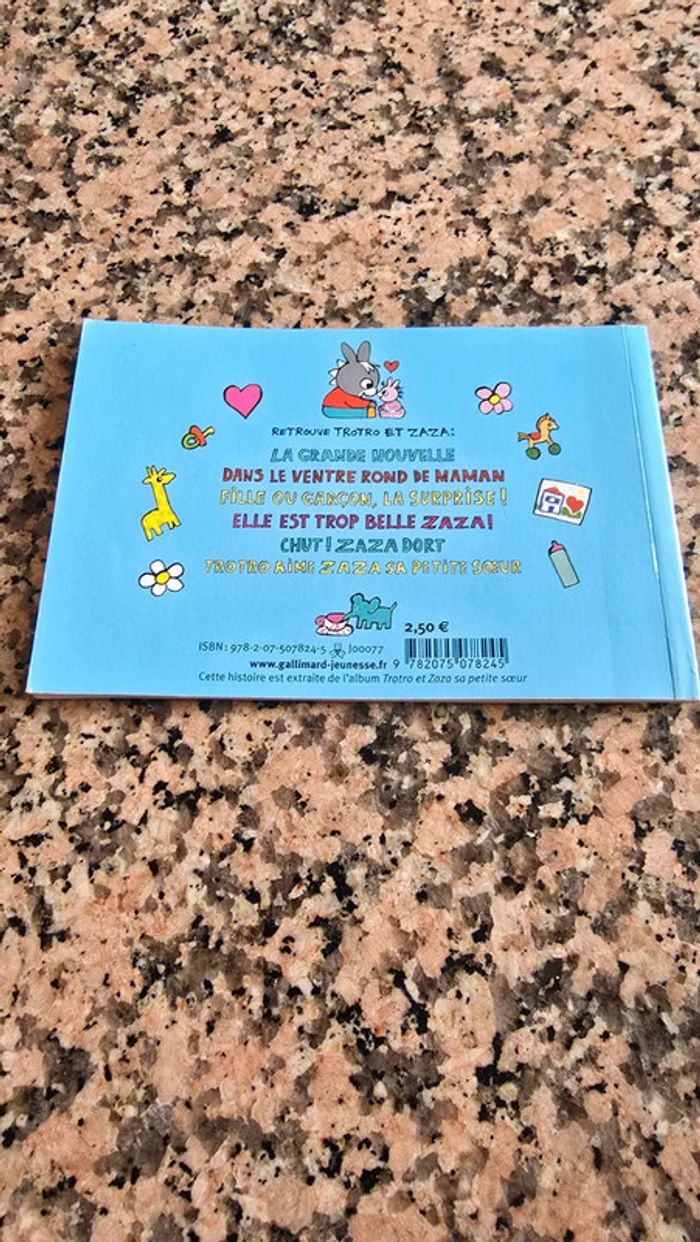 RETROUVE TROTRO ET ZAZA:
LA GRANDE NOUVELLE
DANS LE VENTRE ROND DE MAMAN
FILLE OU GARÇON, LA SURPRISE !
ELLE EST TROP BELLE ZAZA!
CHUT! ZAZA DORT
TROTRO AIME ZAZA SA PETITE SŒUR
2,50 €
ISBN : 978-2-07-507824-5 J00077
www.gallimard-jeunesse.fr 9 782075 078245
Cette histoire est extraite de l'album Trotro et Zaza sa petite sœur